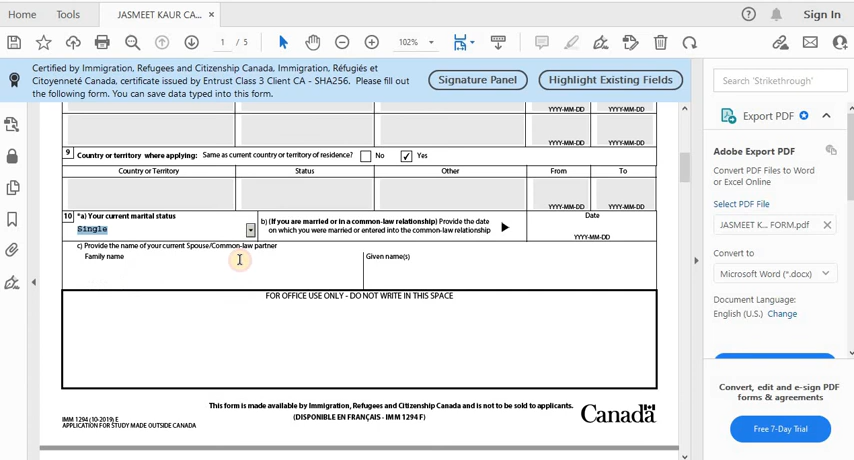 Home Tools JASMEET KAUR CA... × Sign In
1 / 5 102%
Certified by Immigration, Refugees and Citizenship Canada, Immigration, Réfugiés et
Citoyenneté Canada, certificate issued by Entrust Class 3 Client CA - SHA256. Please fill out
the following form. You can save data typed into this form.
Signature Panel
Highlight Existing Fields
YYYY-MM-DD YYYY-MM-DD
YYYY-MM-DD YYYY-MM-DD
9 Country or territory where applying: Same as current country or territory of residence? No Yes
Country or Territory Status Other From To
YYYY-MM-DD YYYY-MM-DD
10 *a) Your current marital status
Single
b) (If you are married or in a common-law relationship) Provide the date
on which you were married or entered into the common-law relationship
Date
YYYY-MM-DD
c) Provide the name of your current Spouse/Common-law partner
Family name Given name(s)
FOR OFFICE USE ONLY - DO NOT WRITE IN THIS SPACE
This form is made available by Immigration, Refugees and Citizenship Canada and is not to be sold to applicants.
(DISPONIBLE EN FRANÇAIS - IMM 1294 F)
IMM 1294 (10-2019) E
APPLICATION FOR STUDY MADE OUTSIDE CANADA
Canada
Search 'Strikethrough'
Export PDF
Adobe Export PDF
Convert PDF Files to Word
or Excel Online
Select PDF File
JASMEET K... FORM.pdf ×
Convert to
Microsoft Word (*.docx)
Document Language:
English (U.S.) Change
Convert, edit and e-sign PDF
forms & agreements
Free 7-Day Trial